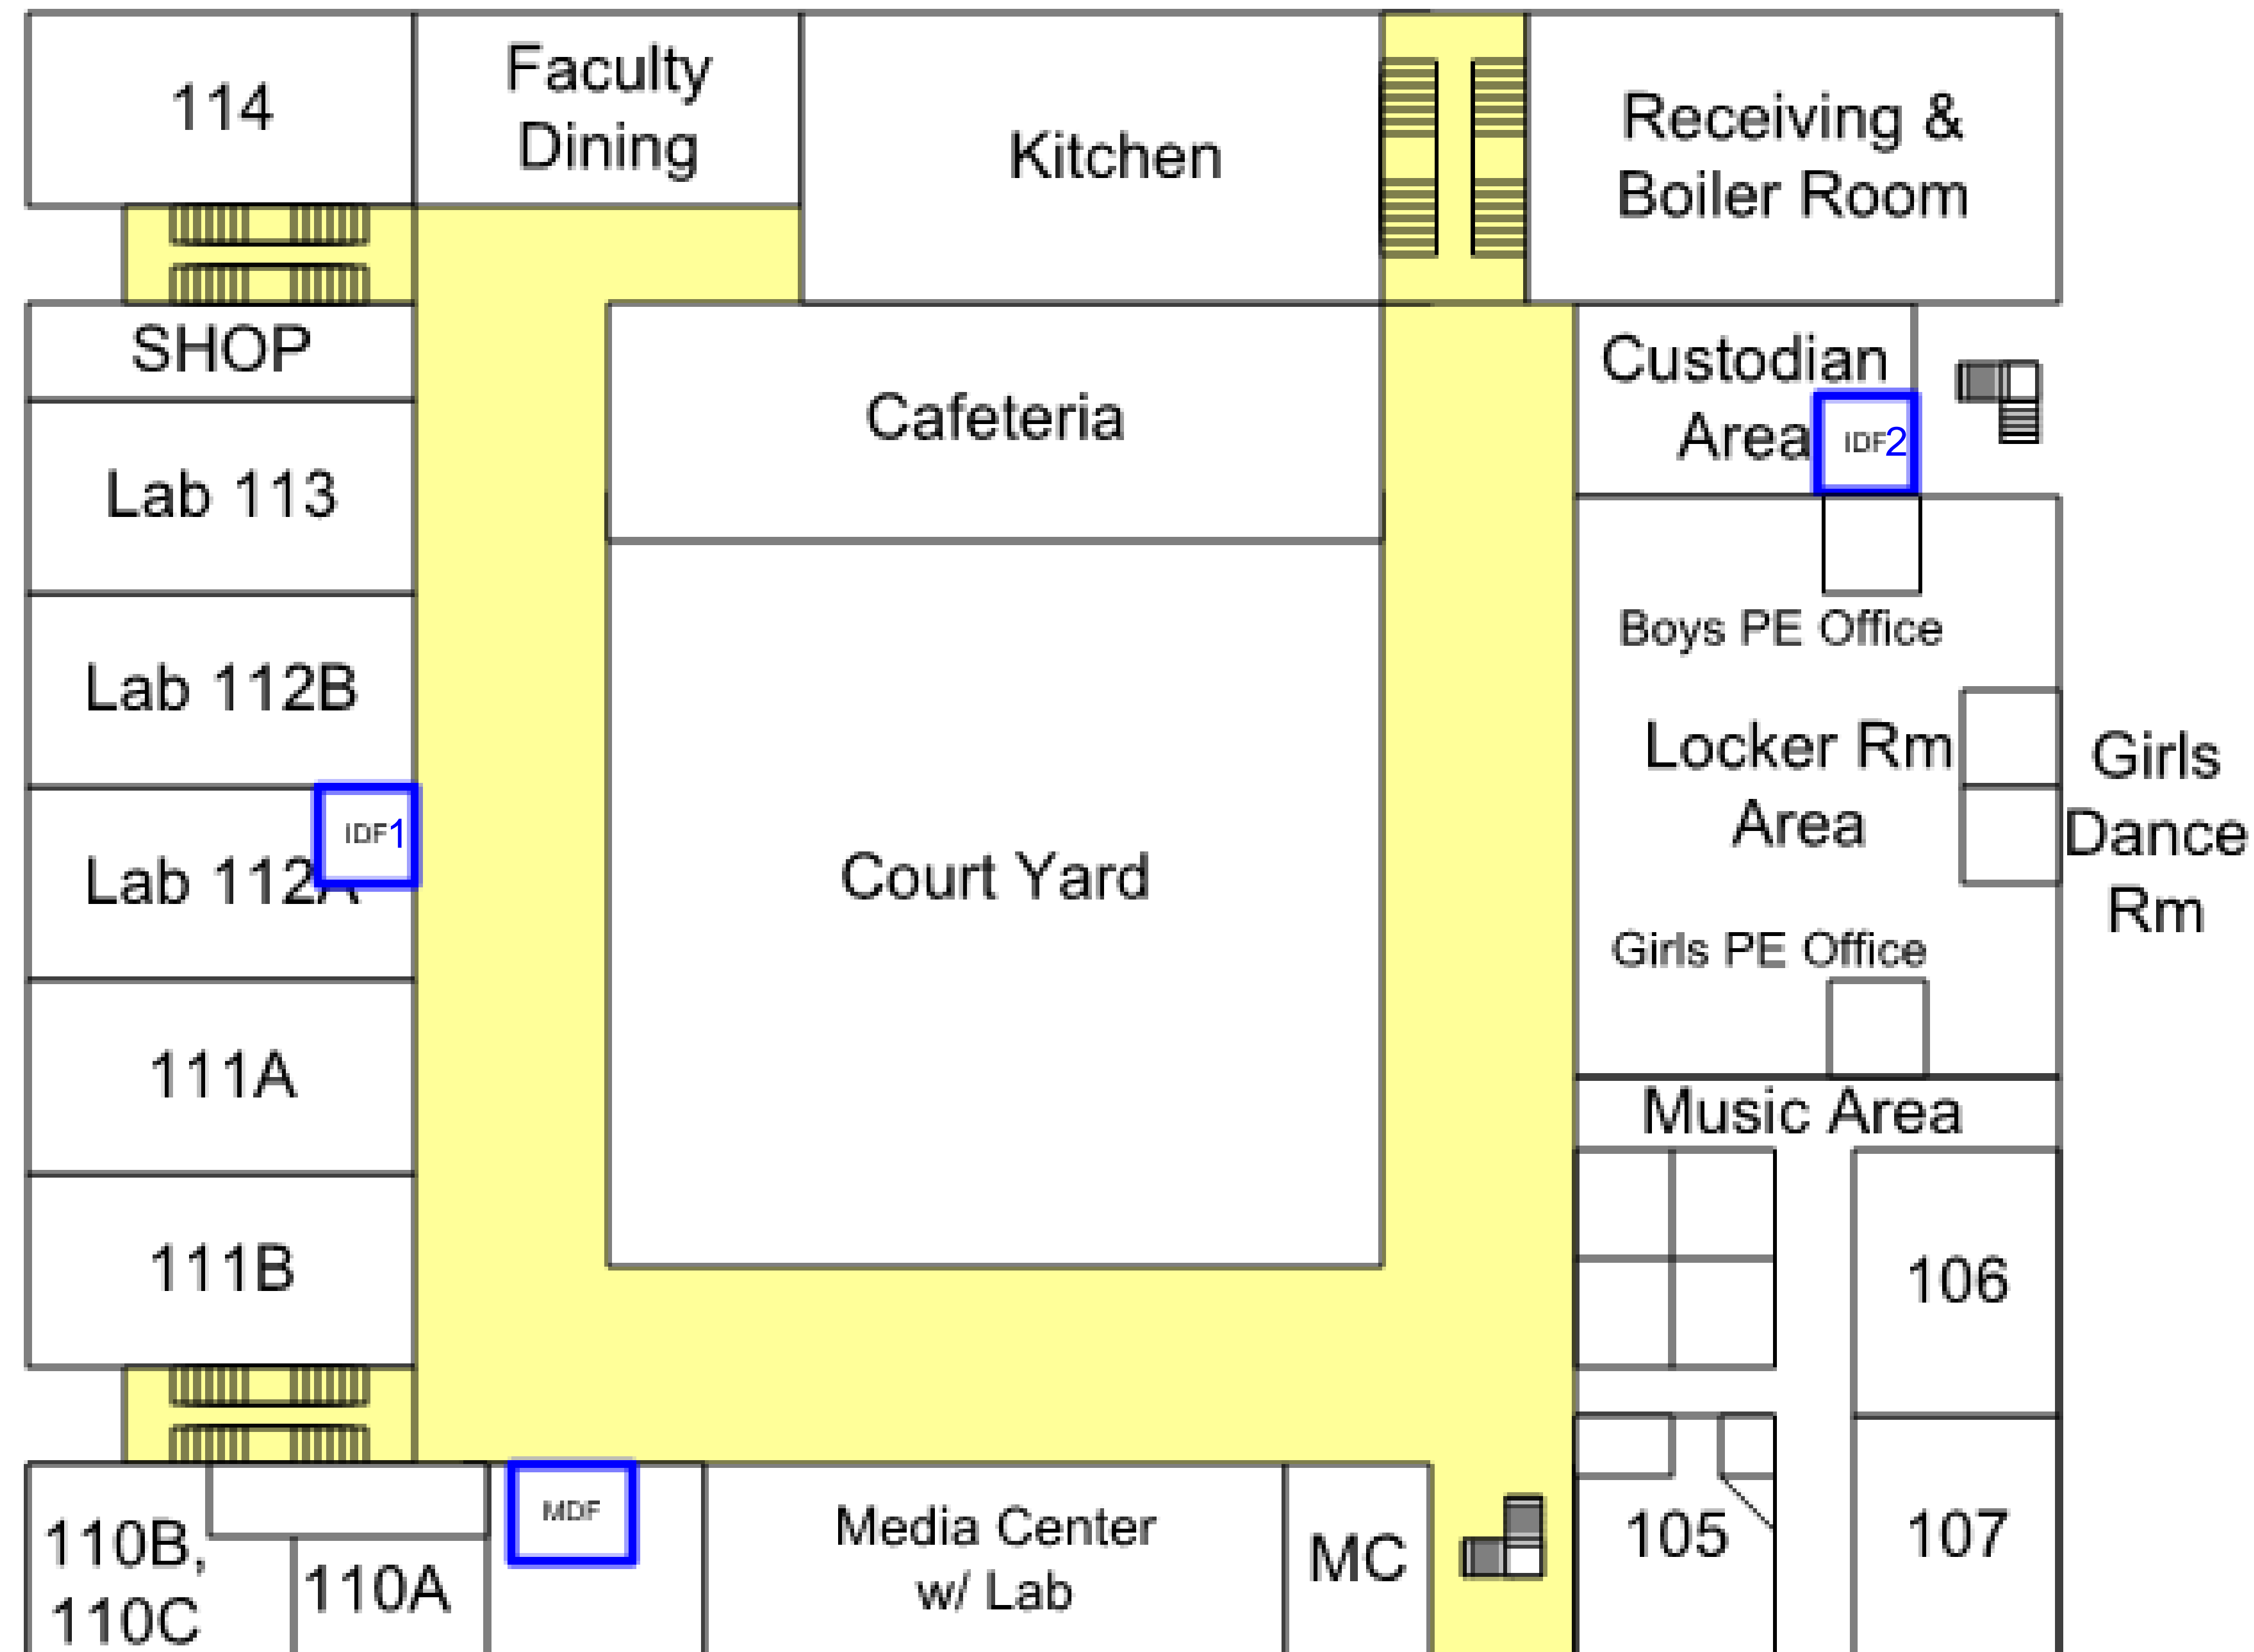 114
Faculty
Dining
Kitchen
Receiving &
Boiler Room
SHOP
Cafeteria
Custodian
Area
IDF2
Lab 113
Boys PE Office
Lab 112B
Locker Rm
Area
Girls
Dance
Rm
IDF1
Lab 112A
Court Yard
Girls PE Office
111A
Music Area
111B
106
MDF
110B,
110C
110A
Media Center
w/ Lab
MC
105
107